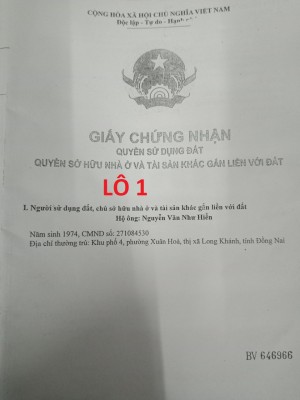 CỘNG HÒA XÃ HỘI CHỦ NGHĨA VIỆT NAM
Độc lập - Tự do - Hạnh
GIẤY CHỨNG NHẬN
QUYỀN SỬ DỤNG ĐẤT
QUYỀN SỞ HỮU NHÀ Ở VÀ TÀI SẢN KHÁC GẮN LIỀN VỚI ĐẤT
LÔ 1
I. Người sử dụng đất, chủ sở hữu nhà ở và tài sản khác gắn liền với đất
Hộ ông: Nguyễn Văn Như Hiền
Năm sinh 1974, CMND số: 271084530
Địa chỉ thường trú: Khu phố 4, phường Xuân Hoà, thị xã Long Khánh, tỉnh Đồng Nai
BV 646966